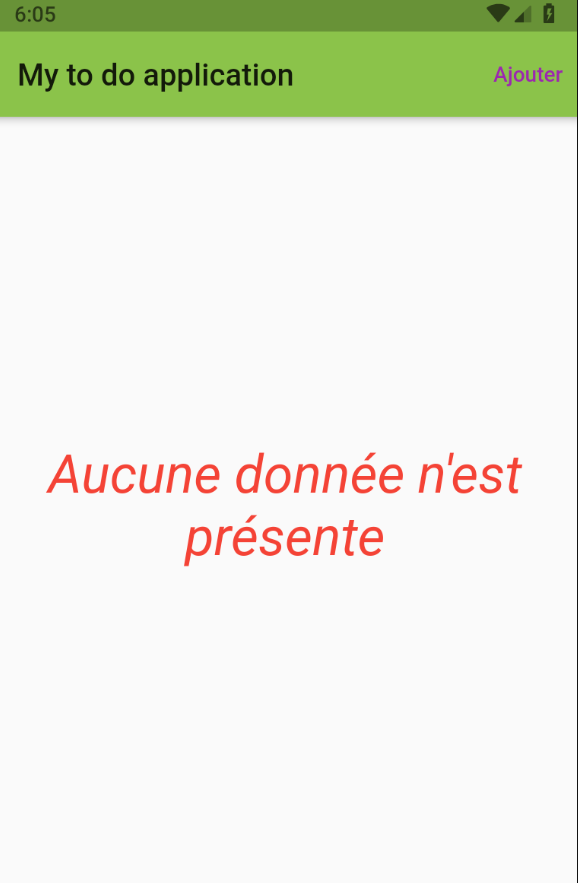 6:05
My to do application
Ajouter
Aucune donnée n'est
présente